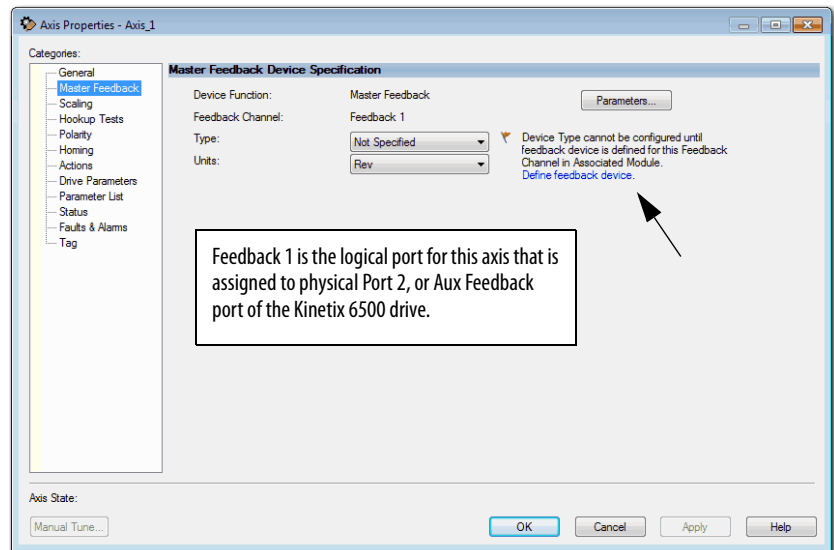 Axis Properties - Axis_1
Categories:
General
Master Feedback
Scaling
Hookup Tests
Polarity
Homing
Actions
Drive Parameters
Parameter List
Status
Faults & Alarms
Tag
Master Feedback Device Specification
Device Function: Master Feedback
Parameters...
Feedback Channel: Feedback 1
Type: Not Specified
Units: Rev
Device Type cannot be configured until
feedback device is defined for this Feedback
Channel in Associated Module.
Define feedback device.
Feedback 1 is the logical port for this axis that is
assigned to physical Port 2, or Aux Feedback
port of the Kinetix 6500 drive.
Axis State:
Manual Tune...
OK Cancel Apply Help